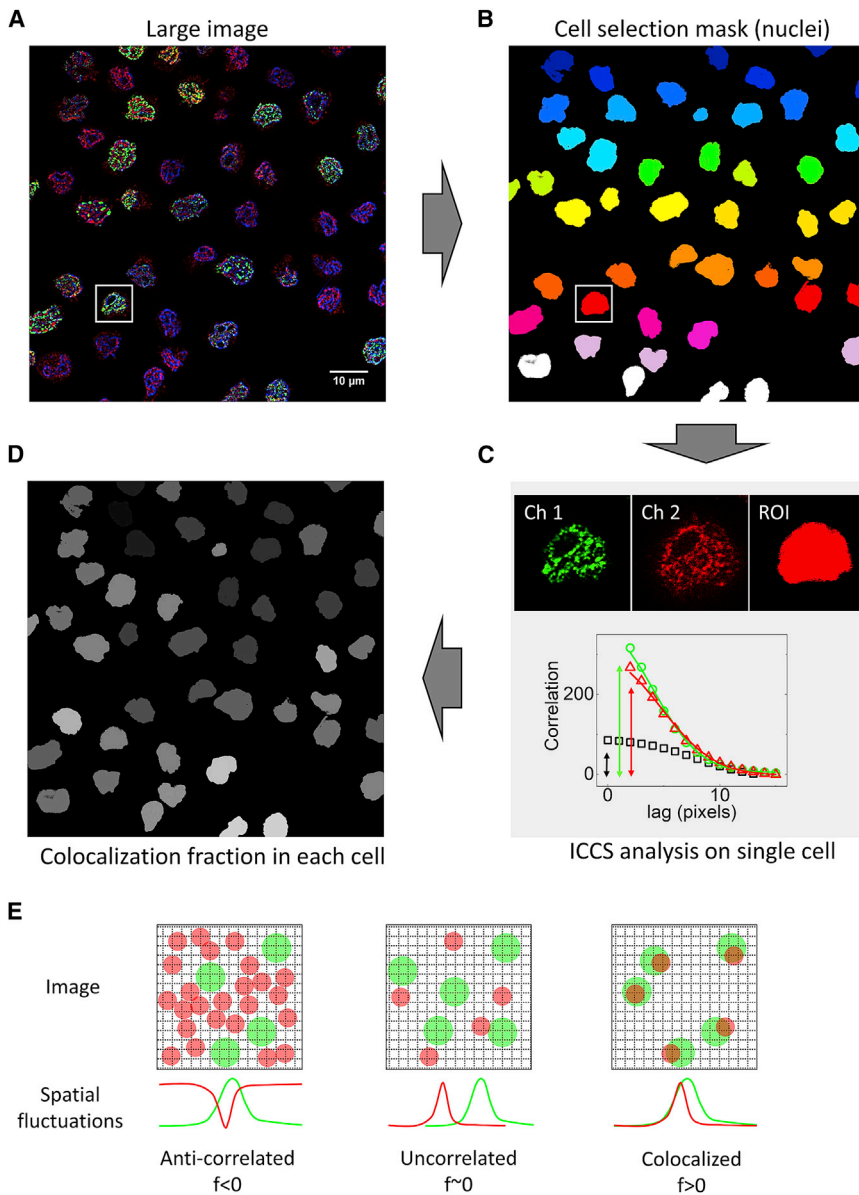 A
Large image
10 µm
B
Cell selection mask (nuclei)
D
Colocalization fraction in each cell
C
Ch 1
Ch 2
ROI
Correlation
200
0
0
10
lag (pixels)
ICCS analysis on single cell
E
Image
Spatial
fluctuations
Anti-correlated
f<0
Uncorrelated
f~0
Colocalized
f>0